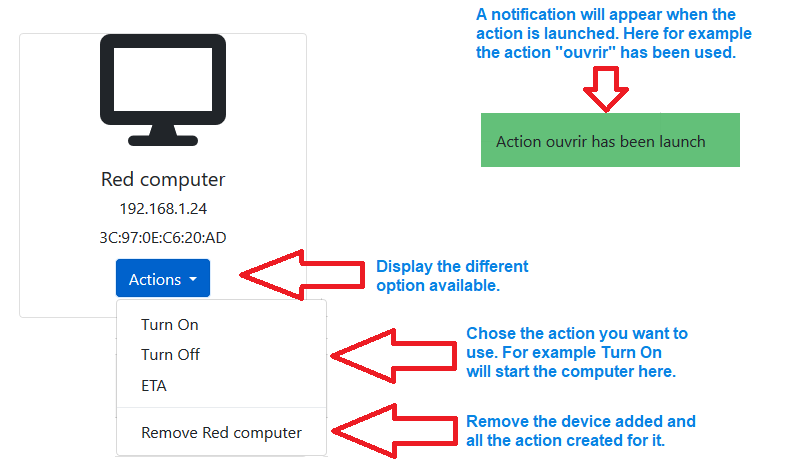 A notification will appear when the
action is launched. Here for example
the action "ouvrir" has been used.
Action ouvrir has been launch
Red computer
192.168.1.24
3C:97:0E:C6:20:AD
Actions
Display the different
option available.
Turn On
Turn Off
ETA
Chose the action you want to
use. For example Turn On
will start the computer here.
Remove Red computer
Remove the device added and
all the action created for it.